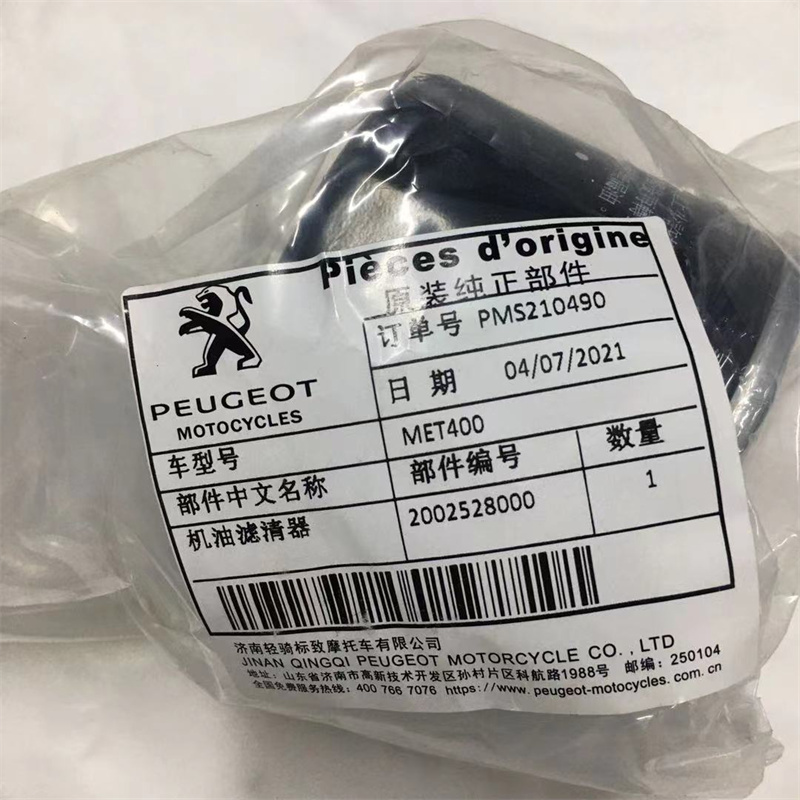 Pièces d'origine
原装纯正部件
PEUGEOT
MOTOCYCLES
订单号 PMS210490
日 期 04/07/2021
车型号 MET400
部件中文名称 部件编号 数量
机油滤清器 2002528000 1
济南轻骑标致摩托车有限公司
JINAN QINGQI PEUGEOT MOTORCYCLE CO., LTD
地址:山东省济南市高新技术开发区孙村片区科航路1988号 邮编:250104
全国免费服务热线:400 766 7076 https://www.peugeot-motocycles.com.cn